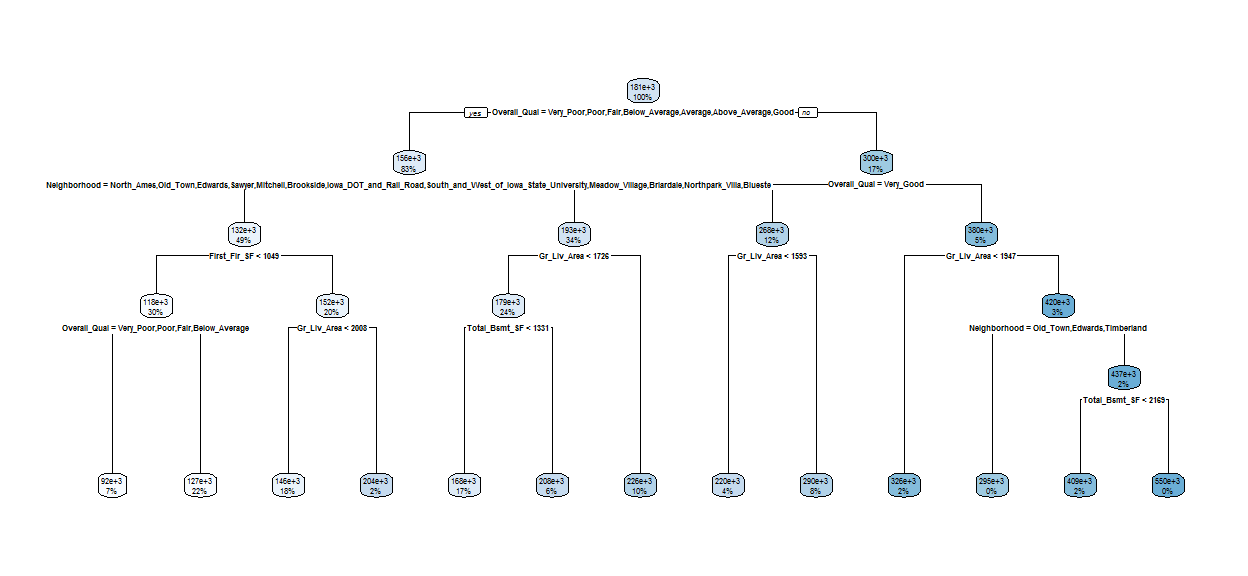 181e+3
100%
yes
Overall_Qual = Very_Poor,Poor,Fair,Below_Average,Average,Above_Average,Good
no
156e+3
83%
300e+3
17%
Neighborhood = North_Ames,Old_Town,Edwards,Sawyer,Mitchell,Brookside,Iowa_DOT_and_Rail_Road,South_and_West_of_Iowa_State_University,Meadow_Village,Briardale,Northpark_Villa,Blueste
Overall_Qual = Very_Good
132e+3
49%
193e+3
34%
268e+3
12%
380e+3
5%
First_Flr_SF < 1049
Gr_Liv_Area < 1726
Gr_Liv_Area < 1593
Gr_Liv_Area < 1947
118e+3
30%
152e+3
20%
179e+3
24%
420e+3
3%
Overall_Qual = Very_Poor,Poor,Fair,Below_Average
Gr_Liv_Area < 2008
Total_Bsmt_SF < 1331
Neighborhood = Old_Town,Edwards,Timberland
437e+3
2%
Total_Bsmt_SF < 2169
92e+3
7%
127e+3
22%
146e+3
18%
204e+3
2%
168e+3
17%
208e+3
6%
226e+3
10%
220e+3
4%
290e+3
8%
326e+3
2%
295e+3
0%
409e+3
2%
550e+3
0%